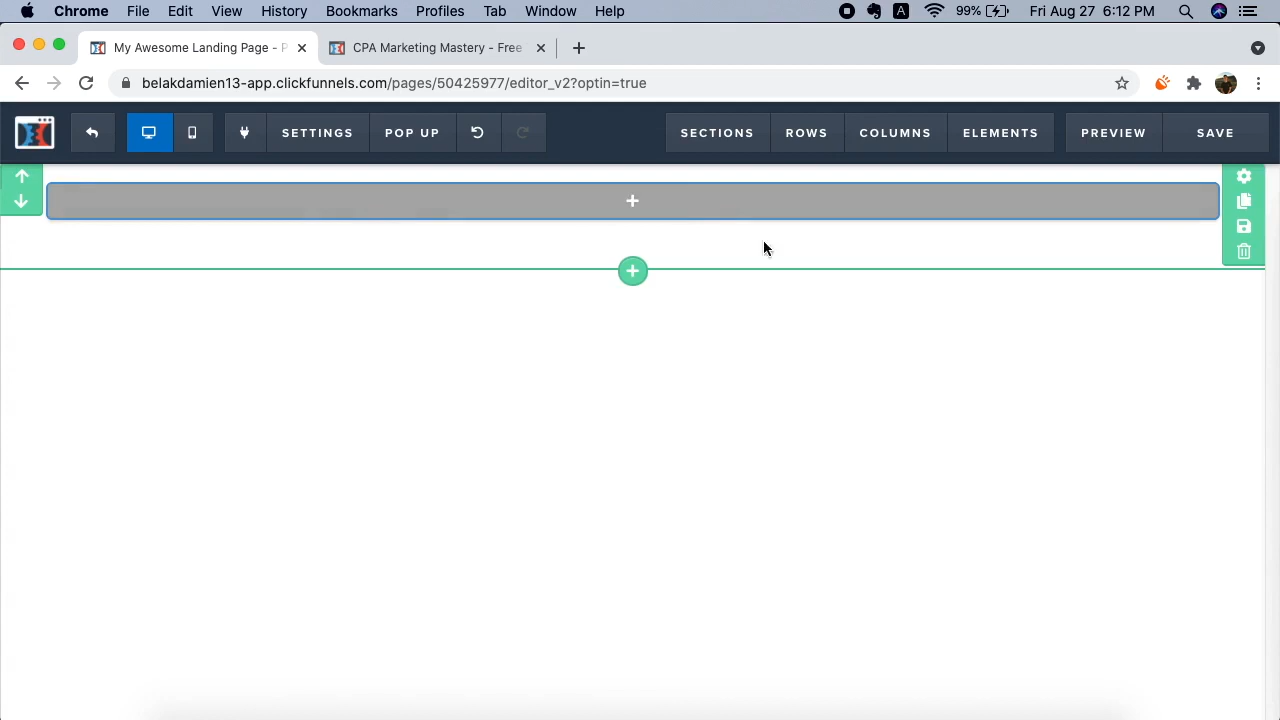 Chrome File Edit View History Bookmarks Profiles Tab Window Help A 99% Fri Aug 27 6:12 PM
My Awesome Landing Page - P CPA Marketing Mastery - Free
belakdamien13-app.clickfunnels.com/pages/50425977/editor_v2?optin=true
SETTINGS POP UP SECTIONS ROWS COLUMNS ELEMENTS PREVIEW SAVE